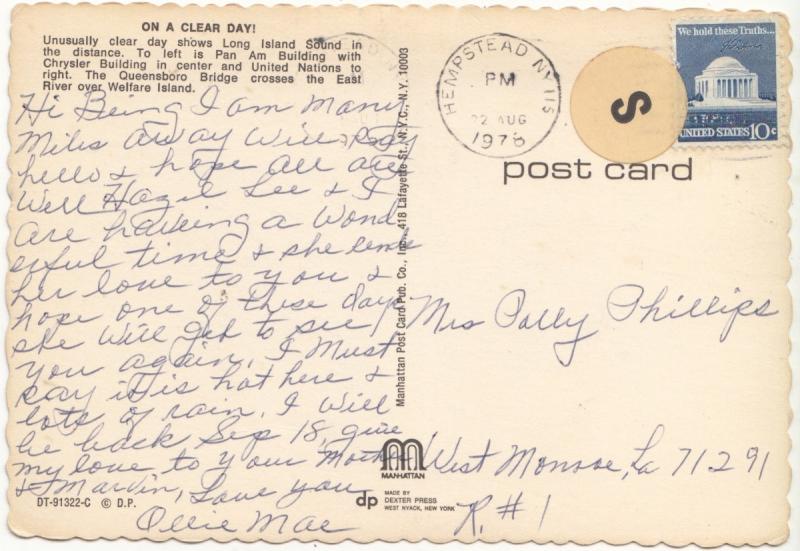 ON A CLEAR DAY!
Unusually clear day shows Long Island Sound in
the distance. To left is Pan Am Building with
Chrysler Building in center and United Nations to
right. The Queensboro Bridge crosses the East
River over Welfare Island.
Hi Being I am Many
Miles away Will say
hello & hope all are
Well Hazil Lee & I
are having a Wond
erful time & she sends
her love to you &
hope one of these days
she Will get to see
you again, I Must
say it is hot here &
lots of rain, I Will
be back Sep 18, give
my love to your Mother
& Marvin, Love you
Ollie Mae
DT-91322-C © D.P.
Manhattan Post Card Pub. Co., Inc., 418 Lafayette St., N.Y.C., N.Y. 10003
MANHATTAN
dp
MADE BY
DEXTER PRESS
WEST NYACK, NEW YORK
HEMPSTEAD NY 115
PM
22 AUG
1976
S
We hold these Truths...
UNITED STATES 10c
post card
Mrs Polly Phillips
West Monroe, La 71291
R. #1